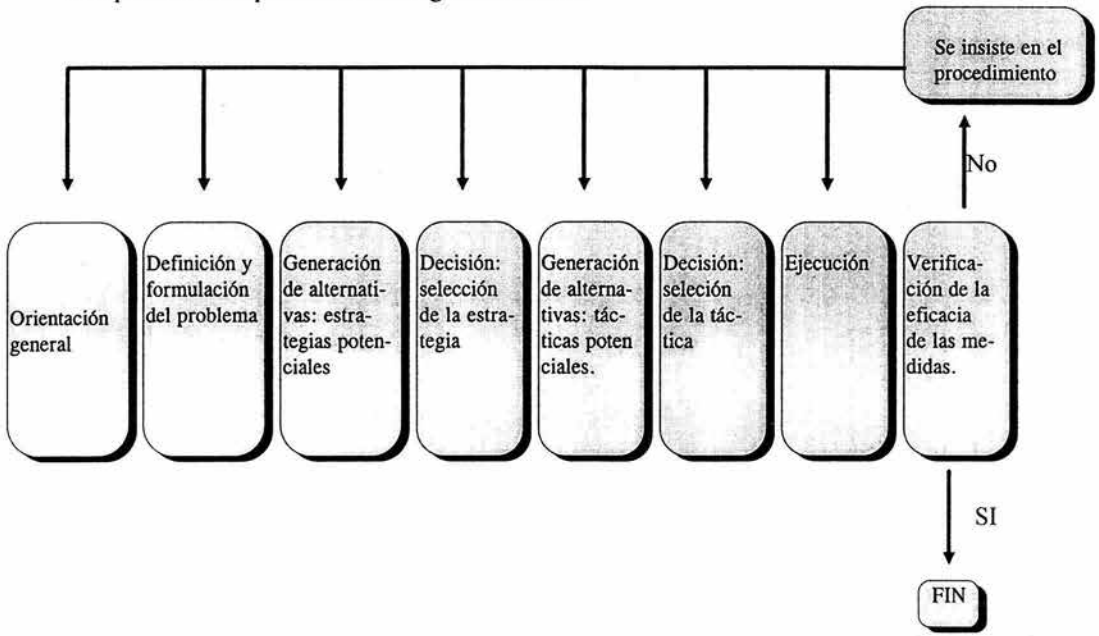 Se insiste en el
procedimiento
No
Orientación
general
Definición y
formulación
del problema
Generación
de alternati-
vas: estra-
tegias poten-
ciales
Decisión:
selección
de la estra-
tegia
Generación
de alterna-
tivas: tác-
ticas poten
ciales.
Decisión:
seleción
de la tác-
tica
Ejecución
Verifica-
ción de la
eficacia
de las me-
didas.
SI
FIN